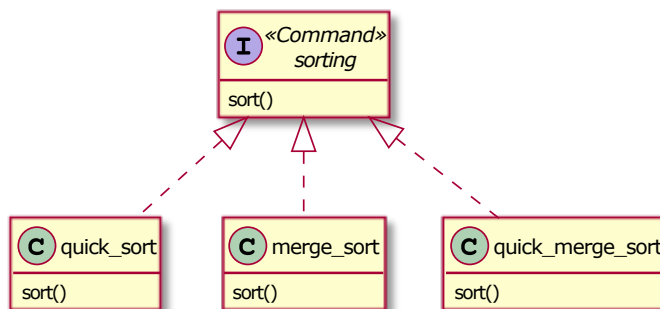 I
«Command»
sorting
sort()
C quick_sort
sort()
C merge_sort
sort()
C quick_merge_sort
sort()